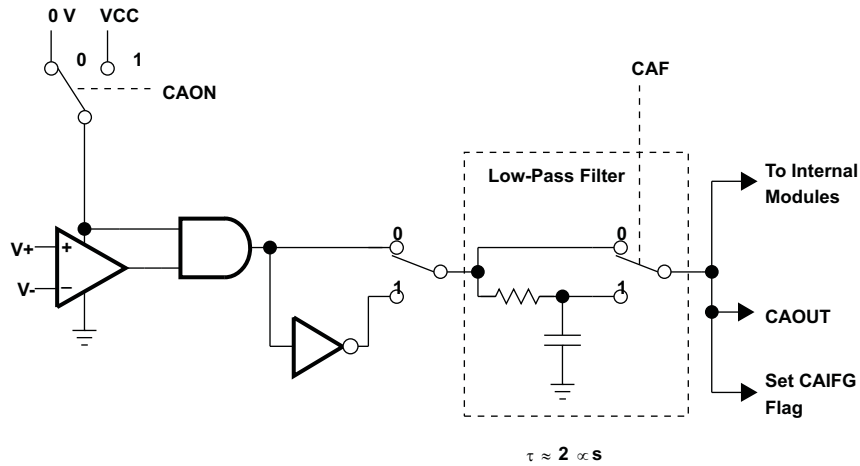 0 V VCC
0 1
CAON
CAF
Low-Pass Filter
To Internal
Modules
V+
+
V-
−
0
1
0
1
CAOUT
Set CAIFG
Flag
τ ≈ 2 ∝ s